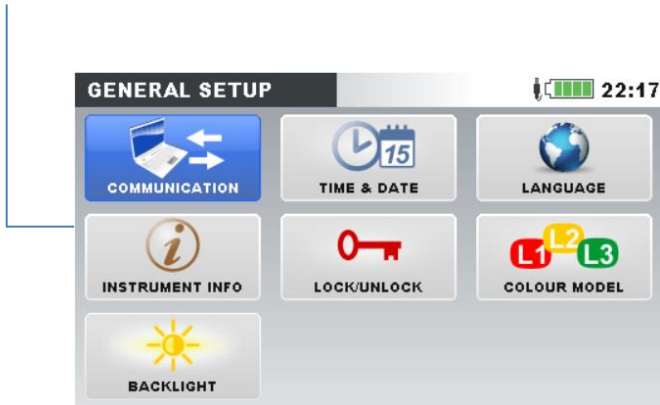 GENERAL SETUP 22:17
15
COMMUNICATION TIME & DATE LANGUAGE
i L1 L2 L3
INSTRUMENT INFO LOCK/UNLOCK COLOUR MODEL
BACKLIGHT